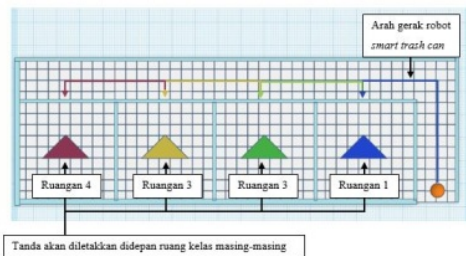 Arah gerak robot
smart trash can
Ruangan 4
Ruangan 3
Ruangan 3
Ruangan 1
Tanda akan diletakkan didepan ruang kelas masing-masing